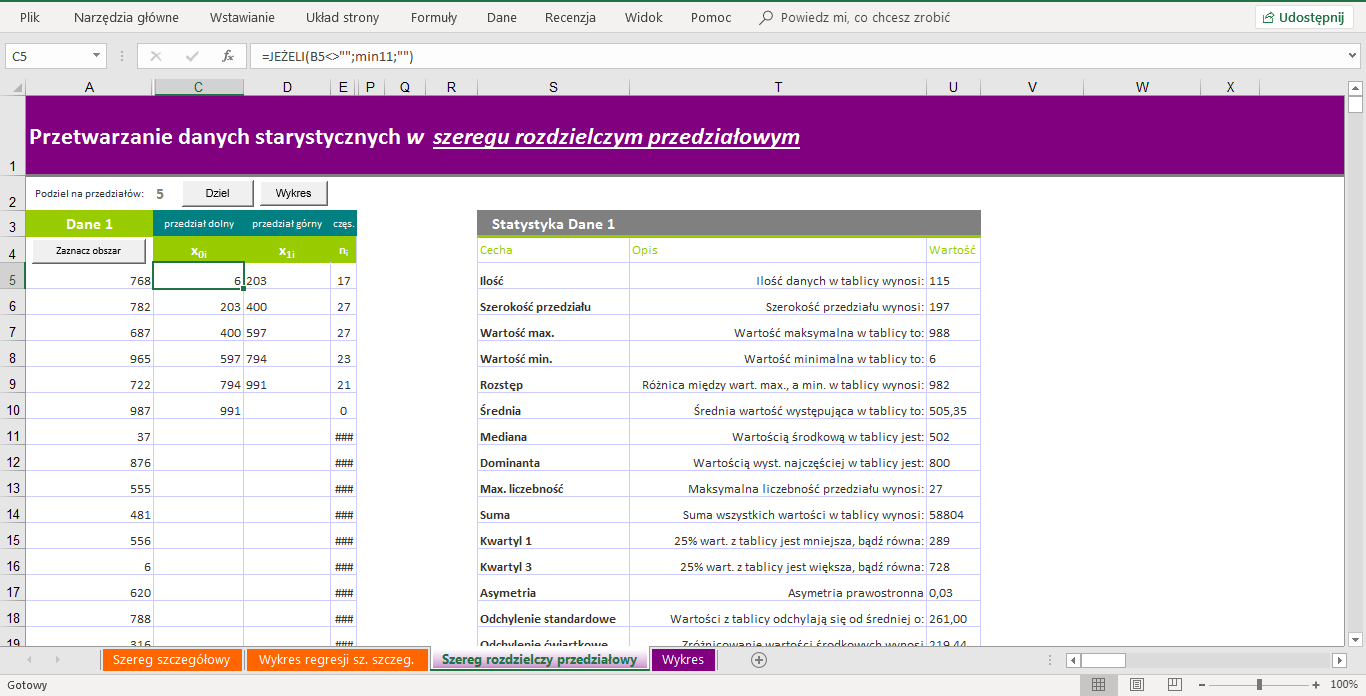 Plik Narzędzia główne Wstawianie Układ strony Formuły Dane Recenzja Widok Pomoc Powiedz mi, co chcesz zrobić Udostępnij
C5 fx =JEŻELI(B5<>"";min11;"")
A C D E P Q R S T U V W X
1 Przetwarzanie danych starystycznych w szeregu rozdzielczym przedziałowym
2 Podziel na przedziałów: 5 Dziel Wykres
3 Dane 1 przedział dolny przedział górny częs. Statystyka Dane 1
4 Zaznacz obszar x0i x1i ni Cecha Opis Wartość
5 768 6 203 17 Ilość Ilość danych w tablicy wynosi: 115
6 782 203 400 27 Szerokość przedziału Szerokość przedziału wynosi: 197
7 687 400 597 27 Wartość max. Wartość maksymalna w tablicy to: 988
8 965 597 794 23 Wartość min. Wartość minimalna w tablicy to: 6
9 722 794 991 21 Rozstęp Różnica między wart. max., a min. w tablicy wynosi: 982
10 987 991 0 Średnia Średnia wartość występująca w tablicy to: 505,35
11 37 ### Mediana Wartością środkową w tablicy jest: 502
12 876 ### Dominanta Wartością wyst. najczęściej w tablicy jest: 800
13 555 ### Max. liczebność Maksymalna liczebność przedziału wynosi: 27
14 481 ### Suma Suma wszystkich wartości w tablicy wynosi: 58804
15 556 ### Kwartyl 1 25% wart. z tablicy jest mniejsza, bądź równa: 289
16 6 ### Kwartyl 3 25% wart. z tablicy jest większa, bądź równa: 728
17 620 ### Asymetria Asymetria prawostronna 0,03
18 788 ### Odchylenie standardowe Wartości z tablicy odchylają się od średniej o: 261,00
19 316 ### Odchylenie ćwiartkowe Zróżnicowanie wartości środkowych wynosi 219,44
Szereg szczegółowy Wykres regresji sz. szczeg. Szereg rozdzielczy przedziałowy Wykres
Gotowy 100%